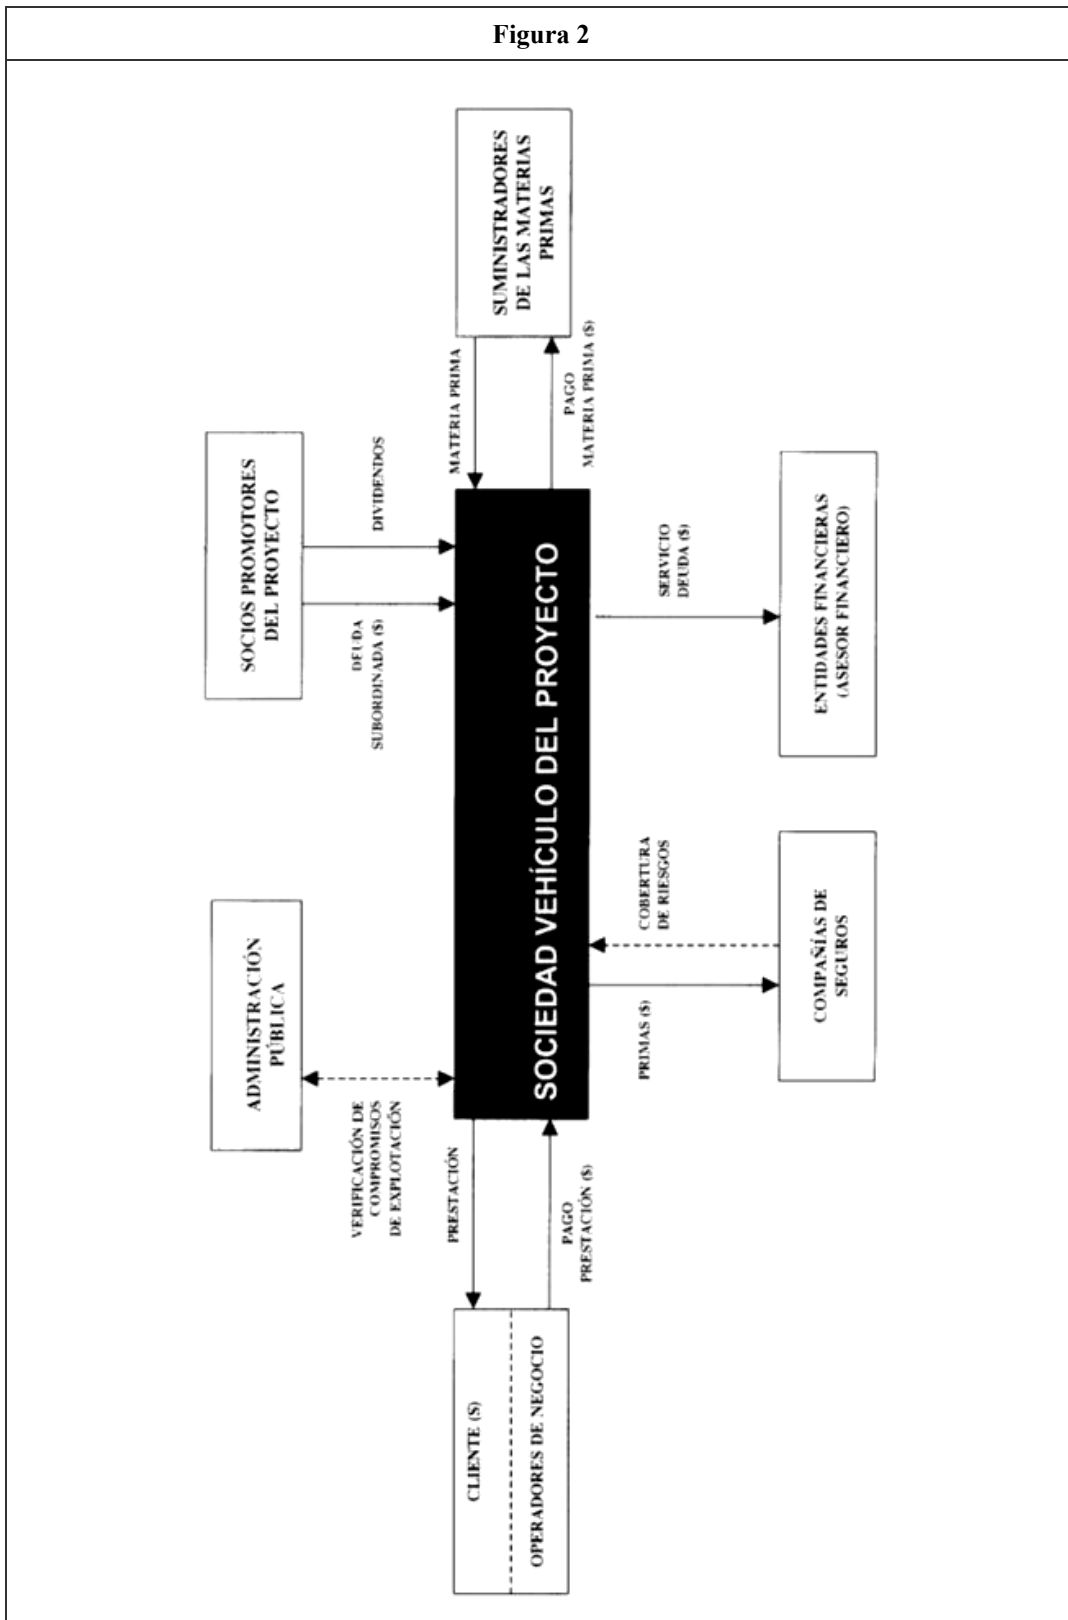 Figura 2
SUMINISTRADORES
DE LAS MATERIAS
PRIMAS
MATERIA PRIMA
PAGO
MATERIA PRIMA ($)
SOCIOS PROMOTORES
DEL PROYECTO
DIVIDENDOS
DEUDA
SUBORDINADA ($)
SOCIEDAD VEHÍCULO DEL PROYECTO
SERVICIO
DEUDA ($)
ENTIDADES FINANCIERAS
(ASESOR FINANCIERO)
ADMINISTRACIÓN
PÚBLICA
VERIFICACIÓN DE
COMPROMISOS
DE EXPLOTACIÓN
COBERTURA
DE RIESGOS
PRIMAS ($)
COMPAÑÍAS DE
SEGUROS
PRESTACIÓN
PAGO
PRESTACIÓN ($)
CLIENTE (S)
OPERADORES DE NEGOCIO